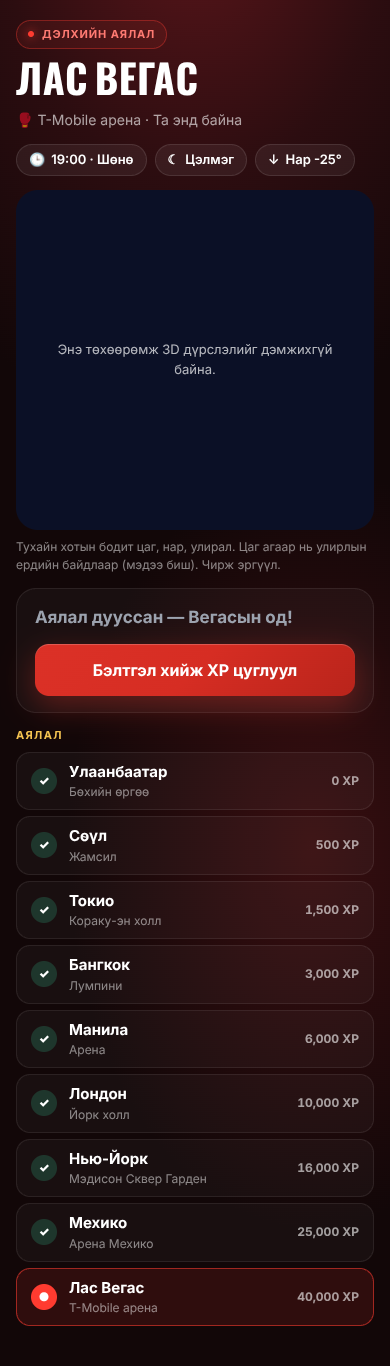 ДЭЛХИЙН АЯЛАЛ
ЛАС ВЕГАС
T-Mobile арена · Та энд байна
19:00 · Шөнө
Цэлмэг
↓ Нар -25°
Энэ төхөөрөмж 3D дүрслэлийг дэмжихгүй
байна.
Тухайн хотын бодит цаг, нар, улирал. Цаг агаар нь улирлын
ердийн байдлаар (мэдээ биш). Чирж эргүүл.
Аялал дууссан — Вегасын од!
Бэлтгэл хийж XP цуглуул
АЯЛАЛ
Улаанбаатар
Бөхийн өргөө
0 XP
Сөүл
Жамсил
500 XP
Токио
Кораку-эн холл
1,500 XP
Бангкок
Лумпини
3,000 XP
Манила
Арена
6,000 XP
Лондон
Йорк холл
10,000 XP
Нью-Йорк
Мэдисон Сквер Гарден
16,000 XP
Мехико
Арена Мехико
25,000 XP
Лас Вегас
T-Mobile арена
40,000 XP